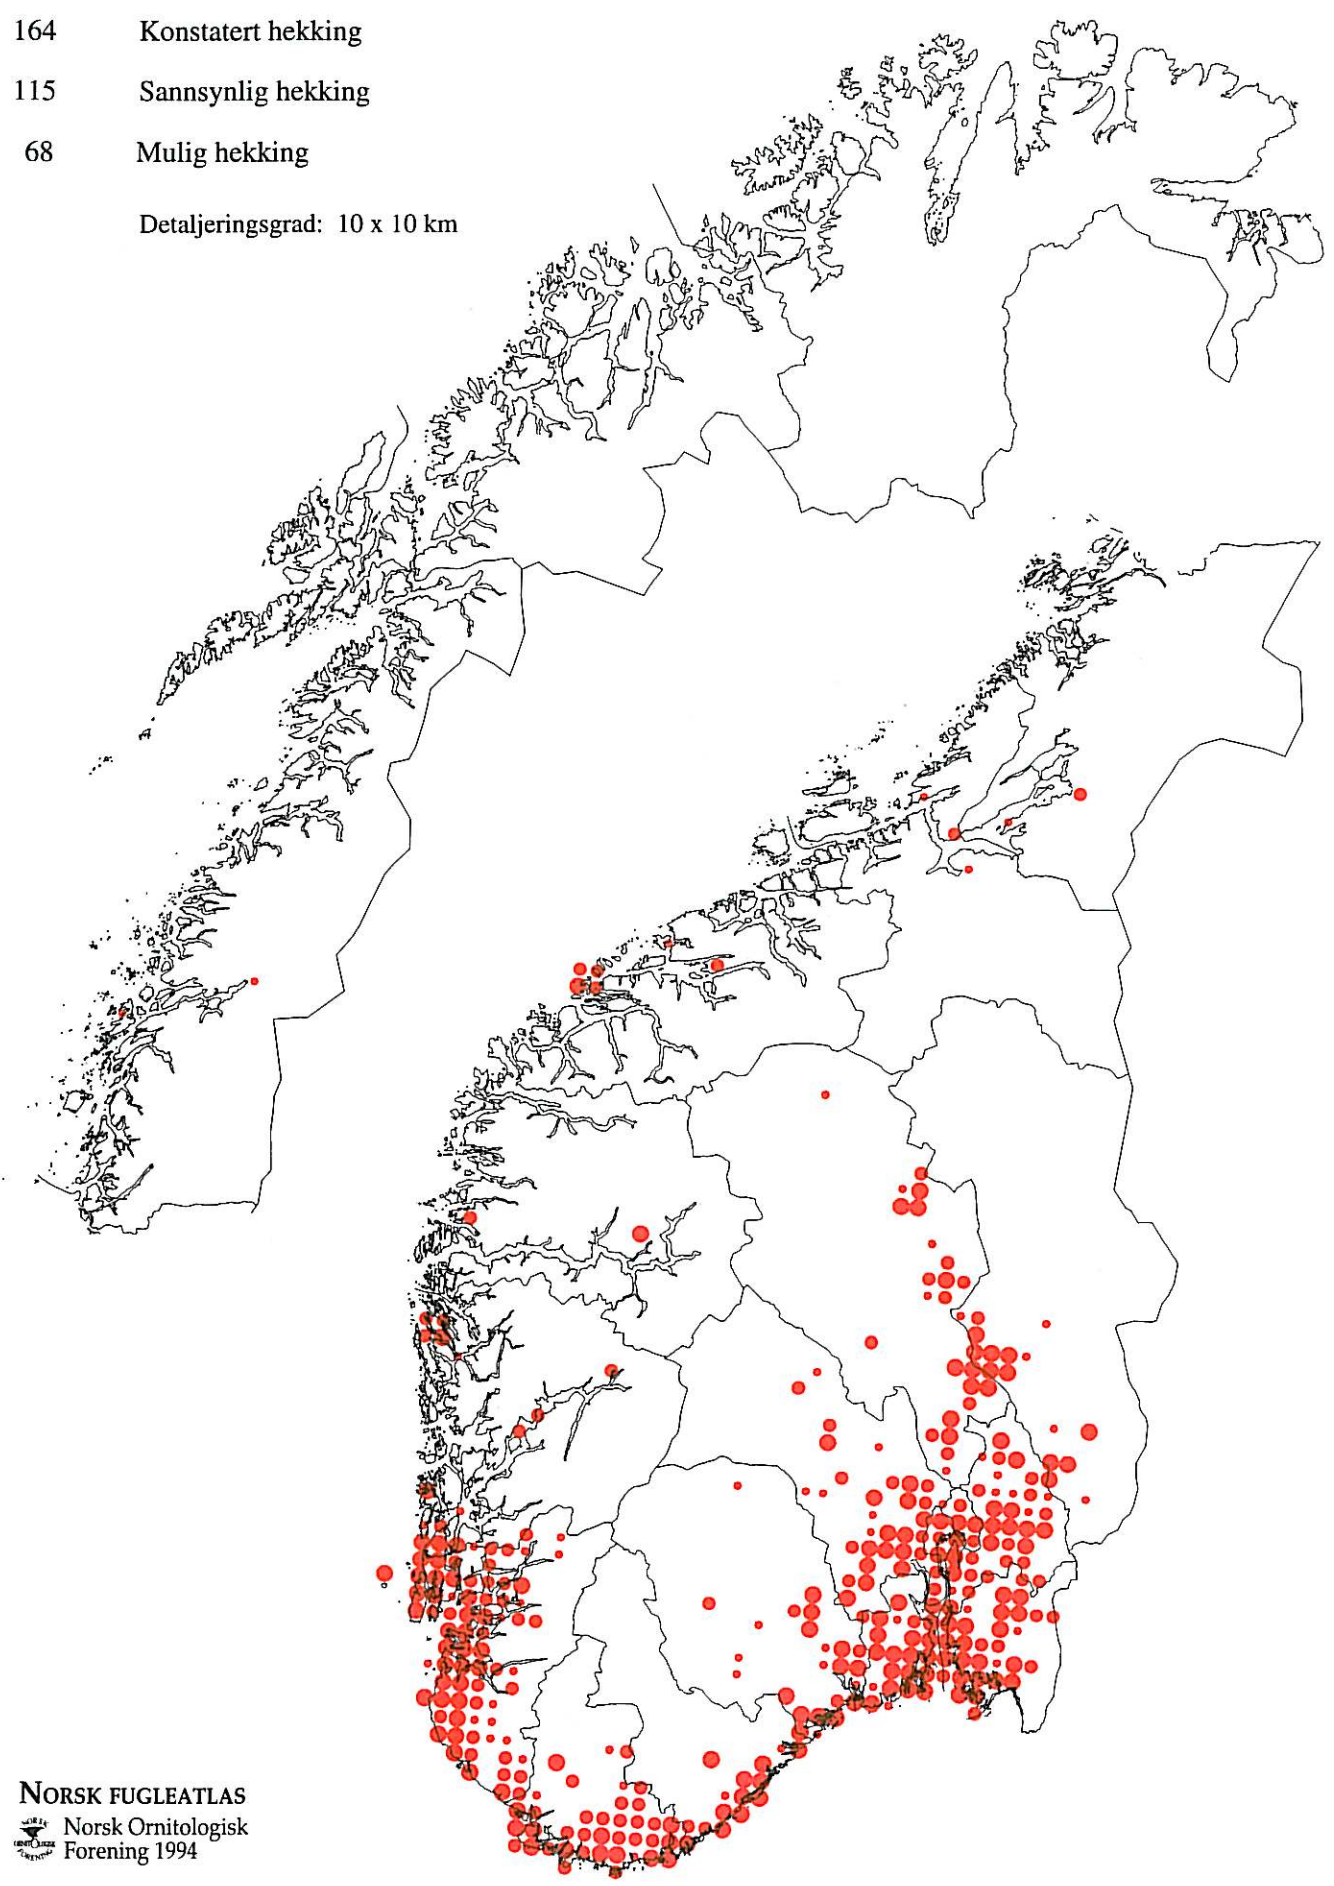 164 Konstatert hekking
115 Sannsynlig hekking
68 Mulig hekking
Detaljeringsgrad: 10 x 10 km
NORSK FUGLEATLAS
Norsk Ornitologisk
Forening 1994